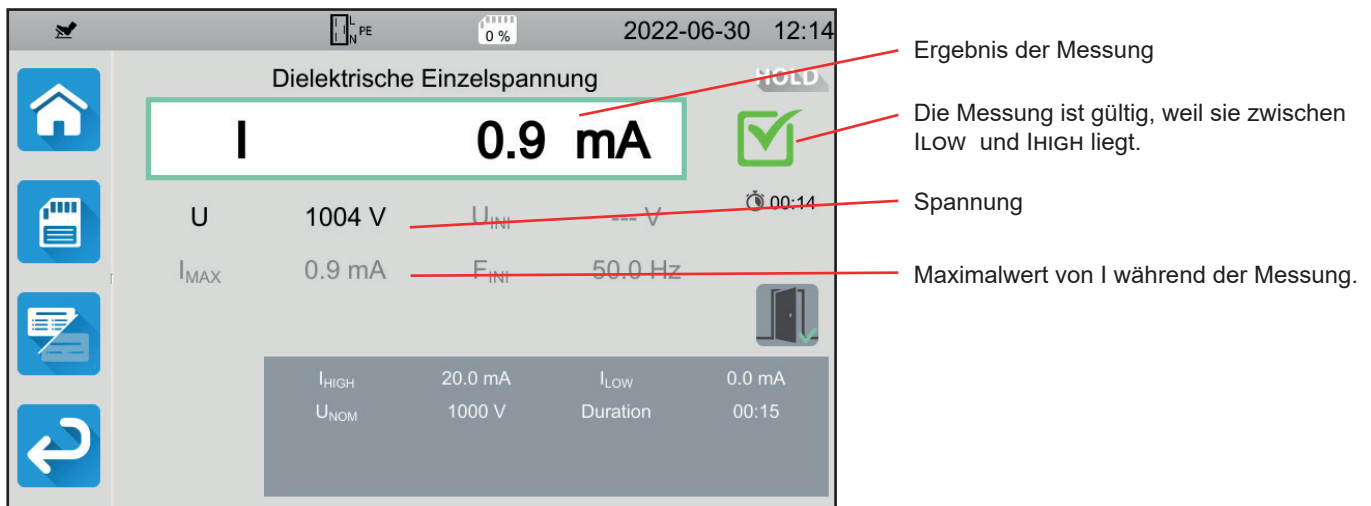 L
N PE
0 %
2022-06-30 12:14
Dielektrische Einzelspannung
HOLD
I 0.9 mA
00:14
U 1004 V UINI --- V
IMAX 0.9 mA FINI 50.0 Hz
IHIGH 20.0 mA ILOW 0.0 mA
UNOM 1000 V Duration 00:15
Ergebnis der Messung
Die Messung ist gültig, weil sie zwischen
ILOW und IHIGH liegt.
Spannung
Maximalwert von I während der Messung.